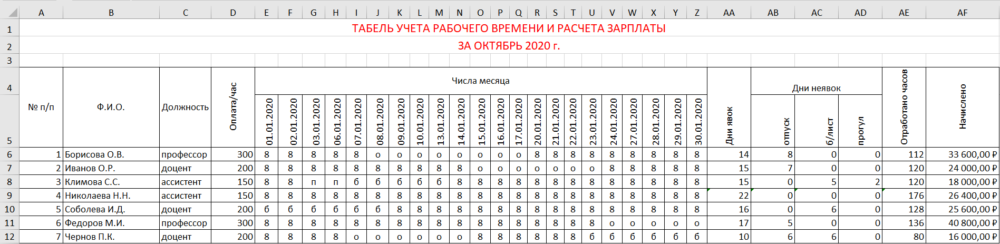 A B C D E F G H I J K L M N O P Q R S T U V W X Y Z AA AB AC AD AE AF
1 ТАБЕЛЬ УЧЕТА РАБОЧЕГО ВРЕМЕНИ И РАСЧЕТА ЗАРПЛАТЫ
2 ЗА ОКТЯБРЬ 2020 г.
3
4 Числа месяца Дни неявок
5 № п/п Ф.И.О. Должность Оплата/час 01.01.2020 02.01.2020 03.01.2020 06.01.2020 07.01.2020 08.01.2020 09.01.2020 10.01.2020 13.01.2020 14.01.2020 15.01.2020 16.01.2020 17.01.2020 20.01.2020 21.01.2020 22.01.2020 23.01.2020 24.01.2020 27.01.2020 28.01.2020 29.01.2020 30.01.2020 Дни явок отпуск б/лист прогул Отработано часов Начислено
6 1 Борисова О.В. профессор 300 8 8 8 8 8 о о о о о о о о 8 8 8 8 8 8 8 8 8 14 8 0 0 112 33 600,00 ₽
7 2 Иванов О.Р. доцент 200 8 8 8 8 8 8 8 8 8 8 о о о о о о о 8 8 8 8 8 15 7 0 0 120 24 000,00 ₽
8 3 Климова С.С. ассистент 150 8 8 п п б б б б б 8 8 8 8 8 8 8 8 8 8 8 8 8 15 0 5 2 120 18 000,00 ₽
9 4 Николаева Н.Н. ассистент 150 8 8 8 8 8 8 8 8 8 8 8 8 8 8 8 8 8 8 8 8 8 8 22 0 0 0 176 26 400,00 ₽
10 5 Соболева И.Д. доцент 200 б б б б б б 8 8 8 8 8 8 8 8 8 8 8 8 8 8 8 8 16 0 6 0 128 25 600,00 ₽
11 6 Федоров М.И. профессор 300 8 8 8 8 8 8 8 8 8 8 8 8 8 8 8 8 8 о о о о о 17 5 0 0 136 40 800,00 ₽
12 7 Чернов П.К. доцент 200 8 8 8 8 о о о о о о 8 8 8 8 8 8 б б б б б б 10 6 6 0 80 16 000,00 ₽